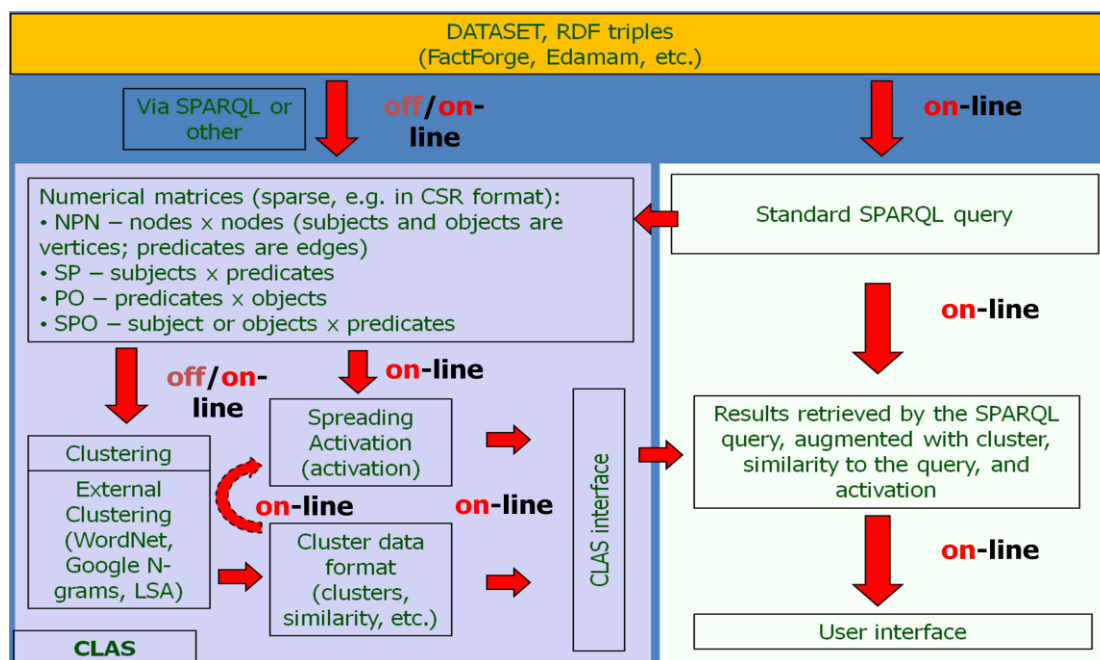 DATASET, RDF triples
(FactForge, Edamam, etc.)
Via SPARQL or
other
off/on-
line
on-line
Numerical matrices (sparse, e.g. in CSR format):
• NPN – nodes x nodes (subjects and objects are
vertices; predicates are edges)
• SP – subjects x predicates
• PO – predicates x objects
• SPO – subject or objects x predicates
Standard SPARQL query
on-line
off/on-
line
on-line
Clustering
External
Clustering
(WordNet,
Google N-
grams, LSA)
Spreading
Activation
(activation)
on-line
on-line
Cluster data
format
(clusters,
similarity, etc.)
CLAS interface
Results retrieved by the SPARQL
query, augmented with cluster,
similarity to the query, and
activation
on-line
User interface
CLAS